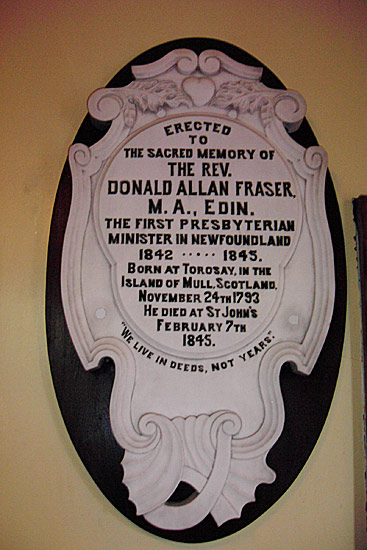 ERECTED
TO
THE SACRED MEMORY OF
THE REV.
DONALD ALLAN FRASER,
M.A., EDIN.
THE FIRST PRESBYTERIAN
MINISTER IN NEWFOUNDLAND
1842 ····· 1845.
BORN AT TOROSAY, IN THE
ISLAND OF MULL, SCOTLAND,
NOVEMBER 24TH 1793
HE DIED AT ST JOHN'S
FEBRUARY 7TH
1845.
"WE LIVE IN DEEDS, NOT YEARS."